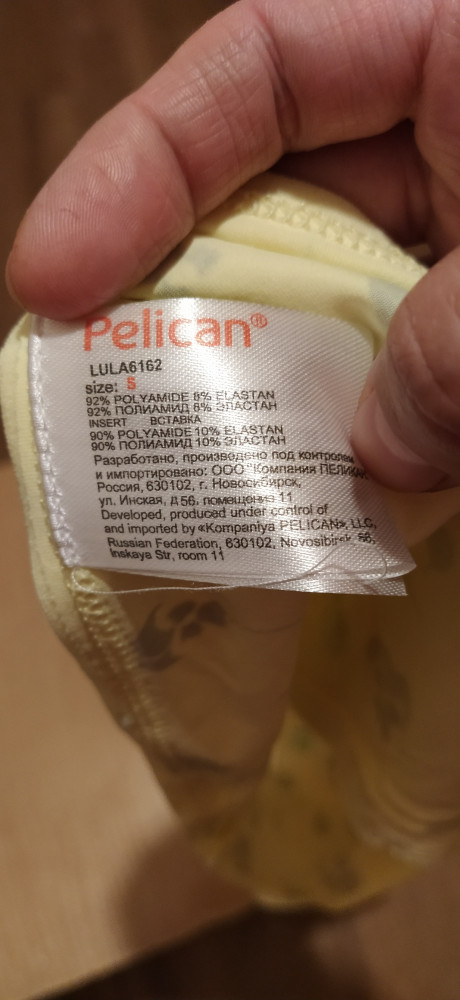 Pelican®
LULA6162
size: S
92% POLYAMIDE 8% ELASTAN
92% ПОЛИАМИД 8% ЭЛАСТАН
INSERT ВСТАВКА
90% POLYAMIDE 10% ELASTAN
90% ПОЛИАМИД 10% ЭЛАСТАН
Разработано, произведено под контролем
и импортировано: ООО "Компания ПЕЛИКАН
Россия, 630102, г. Новосибирск,
ул. Инская, д 56, помещение 11
Developed, produced under control of
and imported by «Kompaniya PELICAN», LLC,
Russian Federation, 630102, Novosibirsk, 56,
Inskaya Str, room 11